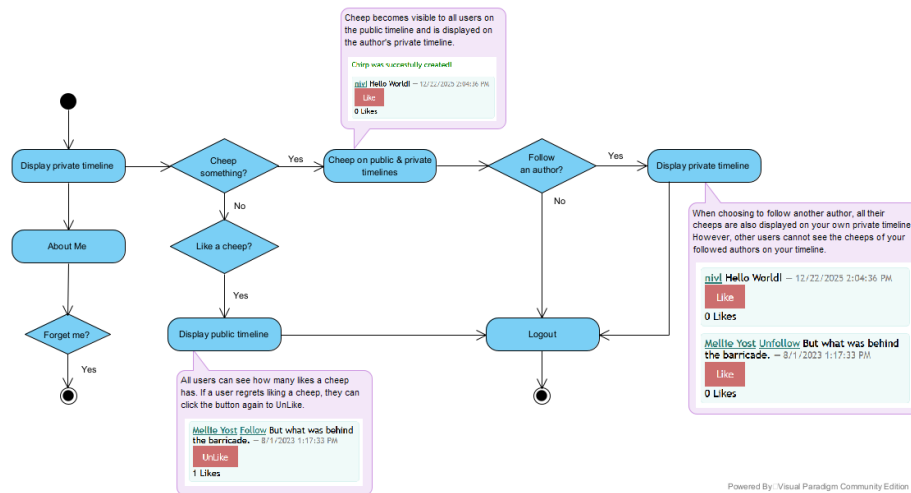 Cheep becomes visible to all users on
the public timeline and is displayed on
the author's private timeline.
Chirp was succesfully created!
nivl Hello World! — 12/22/2025 2:04:36 PM
Like
0 Likes
Display private timeline
Cheep
something?
Yes
Cheep on public & private
timelines
Follow
an author?
Yes
Display private timeline
No
No
About Me
Like a cheep?
When choosing to follow another author, all their
cheeps are also displayed on your own private timeline
However, other users cannot see the cheeps of your
followed authors on your timeline.
nivl Hello World! — 12/22/2025 2:04:36 PM
Like
0 Likes
Mellie Yost Unfollow But what was behind
the barricade. — 8/1/2023 1:17:33 PM
Like
0 Likes
Yes
Forget me?
Display public timeline
Logout
Yes
All users can see how many likes a cheep
has. If a user regrets liking a cheep, they can
click the button again to UnLike.
Mellie Yost Follow But what was behind
the barricade. — 8/1/2023 1:17:33 PM
UnLike
1 Likes
Powered By Visual Paradigm Community Edition